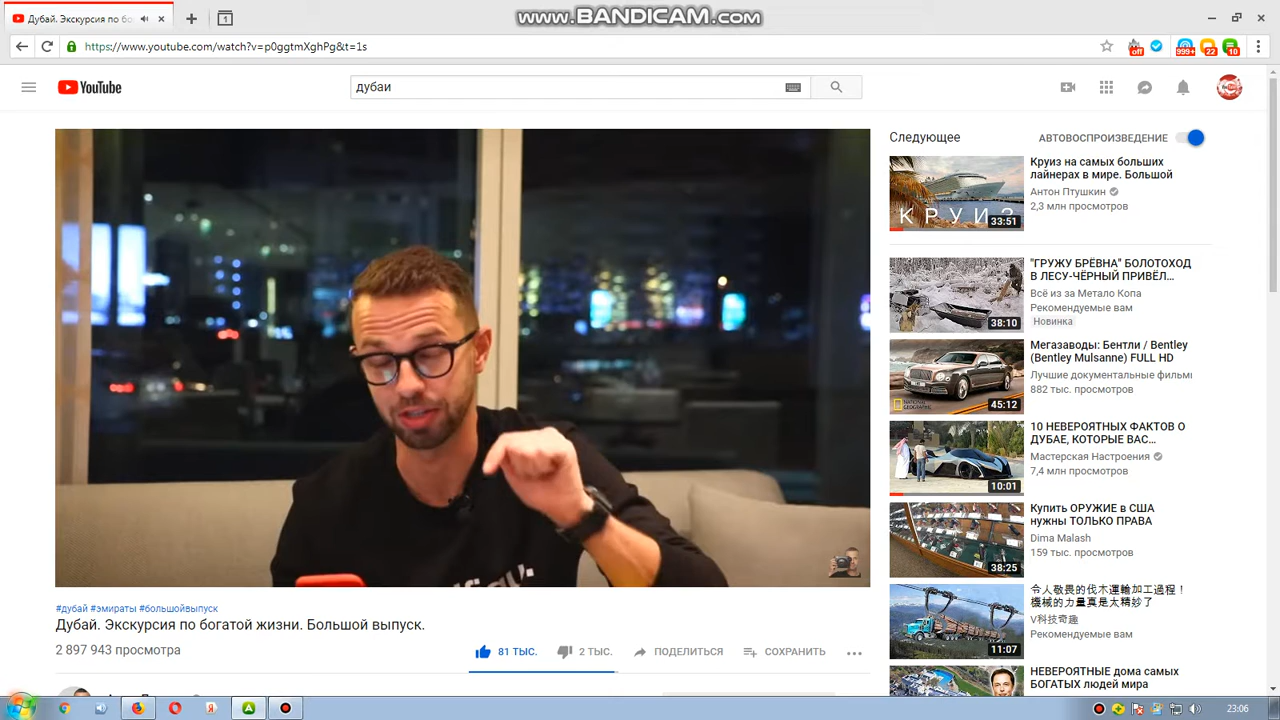 www.BANDICAM.com
Дубай. Экскурсия по бо
1
https://www.youtube.com/watch?v=p0ggtmXghPg&t=1s
off
999+
22
10
YouTube
дубаи
Следующее
АВТОВОСПРОИЗВЕДЕНИЕ
КРУИЗ
33:51
Круиз на самых больших
лайнерах в мире. Большой
Антон Птушкин
2,3 млн просмотров
38:10
"ГРУЖУ БРЁВНА" БОЛОТОХОД
В ЛЕСУ-ЧЁРНЫЙ ПРИВЁЛ...
Всё из за Метало Копа
Рекомендуемые вам
Новинка
NATIONAL GEOGRAPHIC
45:12
Мегазаводы: Бентли / Bentley
(Bentley Mulsanne) FULL HD
Лучшие документальные фильмы
882 тыс. просмотров
10:01
10 НЕВЕРОЯТНЫХ ФАКТОВ О
ДУБАЕ, КОТОРЫЕ ВАС...
Мастерская Настроения
7,4 млн просмотров
38:25
Купить ОРУЖИЕ в США
нужны ТОЛЬКО ПРАВА
Dima Malash
159 тыс. просмотров
11:07
令人敬畏的伐木運輸加工過程！
機械的力量真是太精妙了
V科技奇趣
Рекомендуемые вам
НЕВЕРОЯТНЫЕ дома самых
БОГАТЫХ людей мира
#дубай #эмираты #большойвыпуск
Дубай. Экскурсия по богатой жизни. Большой выпуск.
2 897 943 просмотра
81 ТЫС.
2 ТЫС.
ПОДЕЛИТЬСЯ
СОХРАНИТЬ
23:06